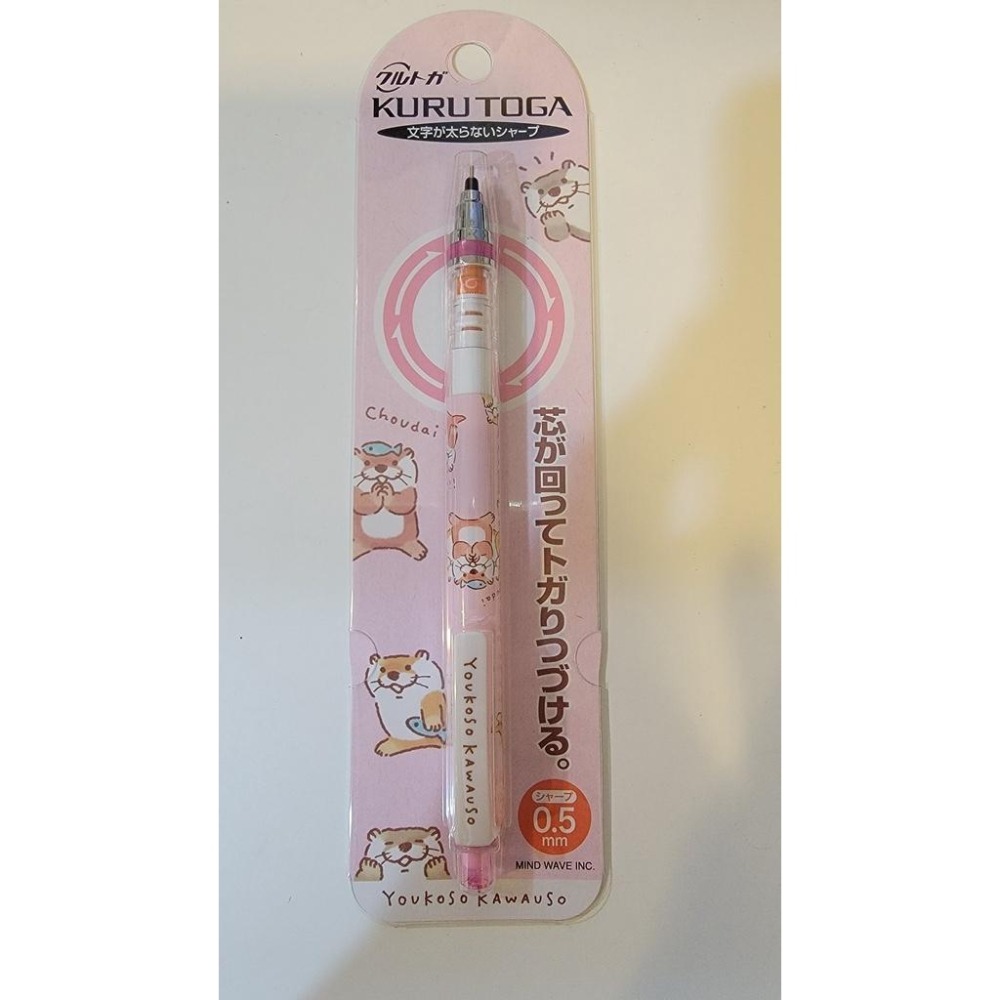 クルトガ
KURU TOGA
文字が太らないシャープ
Choudai
芯が回ってトガりつづける。
YOUKOSO KAWAUSO
シャープ
0.5
mm
MIND WAVE INC.
YOUKOSO KAWAUSO